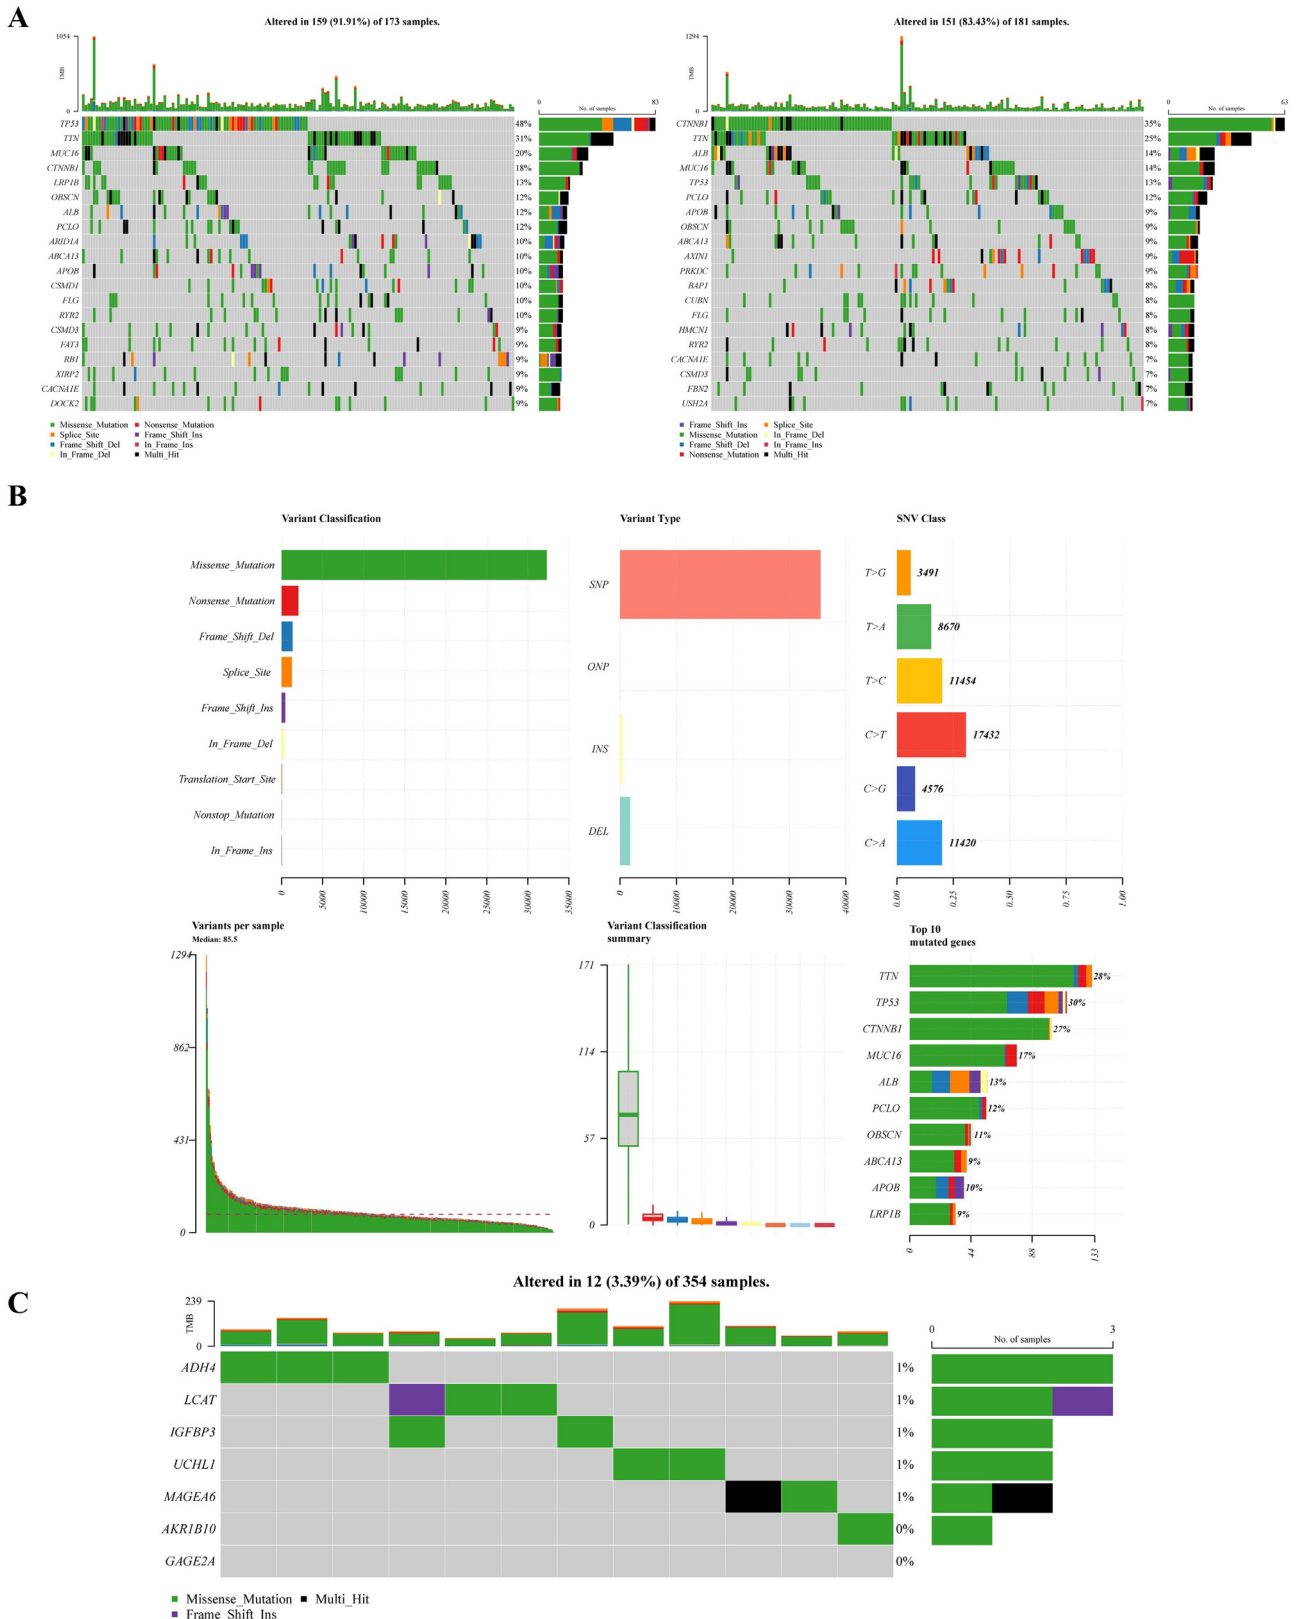 A
Altered in 159 (91.91%) of 173 samples.
1054
TMB
0
0 83
No. of samples
TP53 48%
TTN 31%
MUC16 20%
CTNNB1 18%
LRP1B 13%
OBSCN 12%
ALB 12%
PCLO 12%
ARID1A 10%
ABCA13 10%
APOB 10%
CSMD1 10%
FLG 10%
RYR2 10%
CSMD3 9%
FAT3 9%
RB1 9%
XIRP2 9%
CACNA1E 9%
DOCK2 9%
Missense_Mutation Nonsense_Mutation
Splice_Site Frame_Shift_Ins
Frame_Shift_Del In_Frame_Ins
In_Frame_Del Multi_Hit
Altered in 151 (83.43%) of 181 samples.
1294
TMB
0
0 63
No. of samples
CTNNB1 35%
TTN 25%
ALB 14%
MUC16 14%
TP53 13%
PCLO 12%
APOB 9%
OBSCN 9%
ABCA13 9%
AXIN1 9%
PRKDC 9%
BAP1 8%
CUBN 8%
FLG 8%
HMCN1 8%
RYR2 8%
CACNA1E 7%
CSMD3 7%
FBN2 7%
USH2A 7%
Frame_Shift_Ins Splice_Site
Missense_Mutation In_Frame_Del
Frame_Shift_Del In_Frame_Ins
Nonsense_Mutation Multi_Hit
B
Variant Classification
Missense_Mutation
Nonsense_Mutation
Frame_Shift_Del
Splice_Site
Frame_Shift_Ins
In_Frame_Del
Translation_Start_Site
Nonstop_Mutation
In_Frame_Ins
0 5000 10000 15000 20000 25000 30000 35000
Variant Type
SNP
ONP
INS
DEL
0 10000 20000 30000 40000
SNV Class
T>G 3491
T>A 8670
T>C 11454
C>T 17432
C>G 4576
C>A 11420
0.00 0.25 0.50 0.75 1.00
Variants per sample
Median: 85.5
1294
862
431
0
Variant Classification
summary
171
114
57
0
Top 10
mutated genes
TTN 28%
TP53 30%
CTNNB1 27%
MUC16 17%
ALB 13%
PCLO 12%
OBSCN 11%
ABCA13 9%
APOB 10%
LRP1B 9%
0 44 88 133
C
Altered in 12 (3.39%) of 354 samples.
239
TMB
0
0 3
No. of samples
ADH4 1%
LCAT 1%
IGFBP3 1%
UCHL1 1%
MAGEA6 1%
AKR1B10 0%
GAGE2A 0%
Missense_Mutation Multi_Hit
Frame_Shift_Ins